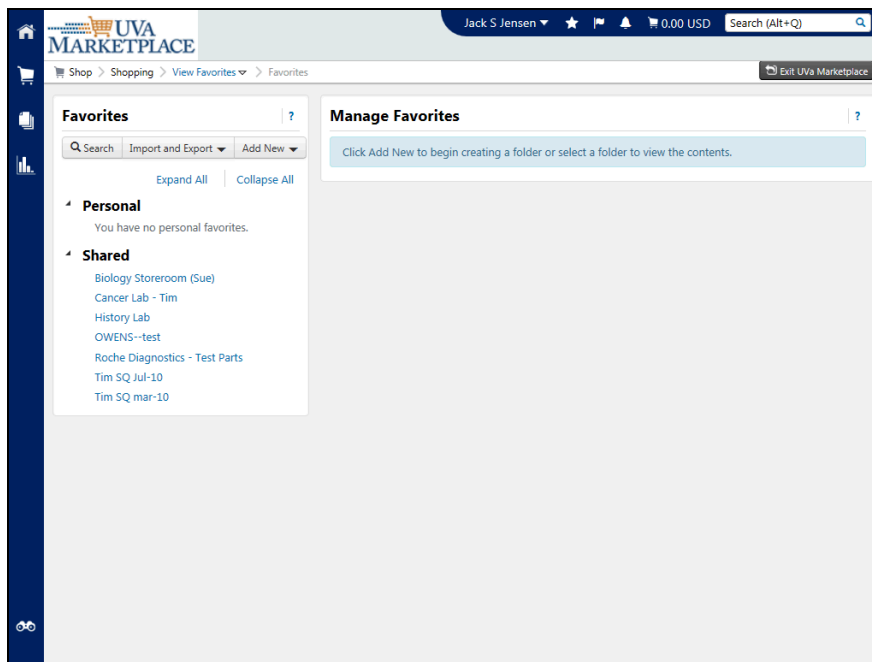 UVA
MARKETPLACE
Jack S Jensen
0.00 USD
Search (Alt+Q)
Shop > Shopping > View Favorites > Favorites
Exit UVa Marketplace
Favorites
?
Search
Import and Export
Add New
Expand All
Collapse All
Personal
You have no personal favorites.
Shared
Biology Storeroom (Sue)
Cancer Lab - Tim
History Lab
OWENS--test
Roche Diagnostics - Test Parts
Tim SQ Jul-10
Tim SQ mar-10
Manage Favorites
?
Click Add New to begin creating a folder or select a folder to view the contents.